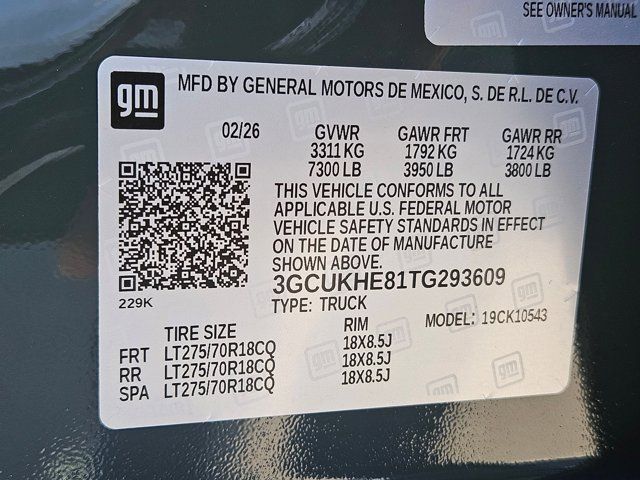 SEE OWNER'S MANUAL
gm
MFD BY GENERAL MOTORS DE MEXICO, S. DE R.L. DE C.V.
02/26 GVWR GAWR FRT GAWR RR
3311 KG 1792 KG 1724 KG
7300 LB 3950 LB 3800 LB
THIS VEHICLE CONFORMS TO ALL
APPLICABLE U.S. FEDERAL MOTOR
VEHICLE SAFETY STANDARDS IN EFFECT
ON THE DATE OF MANUFACTURE
SHOWN ABOVE.
3GCUKHE81TG293609
229K
TYPE: TRUCK
MODEL: 19CK10543
TIRE SIZE RIM
FRT LT275/70R18CQ 18X8.5J
RR LT275/70R18CQ 18X8.5J
SPA LT275/70R18CQ 18X8.5J